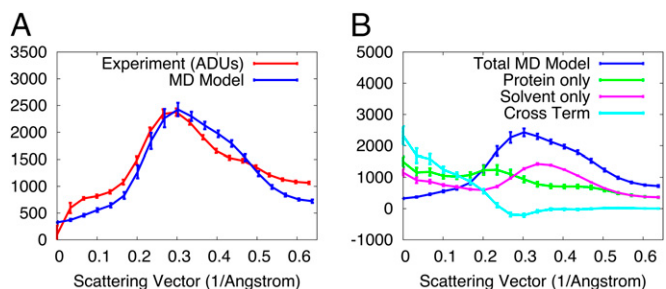 A
B
3500
3000
2500
2000
1500
1000
500
0
Experiment (ADUs)
MD Model
0 0.1 0.2 0.3 0.4 0.5 0.6
Scattering Vector (1/Angstrom)
5000
4000
3000
2000
1000
0
-1000
Total MD Model
Protein only
Solvent only
Cross Term
0 0.1 0.2 0.3 0.4 0.5 0.6
Scattering Vector (1/Angstrom)